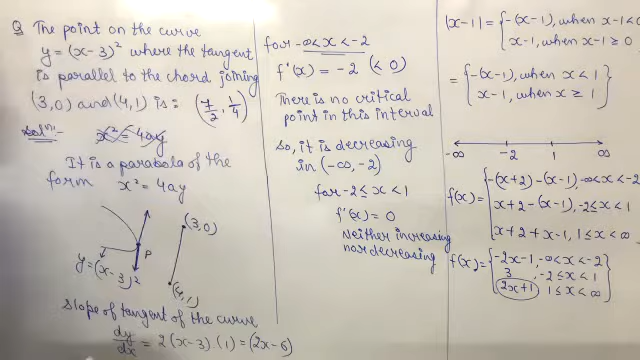 Q The point on the curve
y = (x-3)² where the tangent
is parallel to the chord joining
(3,0) and (4,1) is: (7/2, 1/4)
Solⁿ:-
x² = 4ay
It is a parabola of the
form x² = 4ay
P
y = (x-3)²
(3,0)
(4,1)
Slope of tangent of the curve
dy/dx = 2(x-3).(1) = (2x-6)
for -∞<x<-2
f'(x) = -2 (<0)
There is no critical
point in this interval
So, it is decreasing
in (-∞,-2)
for -2≤x<1
f'(x) = 0
Neither increasing
nor decreasing
|x-1| = { -(x-1), when x-1<0
x-1, when x-1≥0
= { -(x-1), when x<1
x-1, when x≥1 }
-∞ -2 1 ∞
f(x) = { -(x+2)-(x-1), -∞<x<-2
x+2-(x-1), -2≤x<1
x+2+x-1, 1≤x<∞
f(x) = { -2x-1, -∞<x<-2
3, -2≤x<1
2x+1, 1≤x<∞